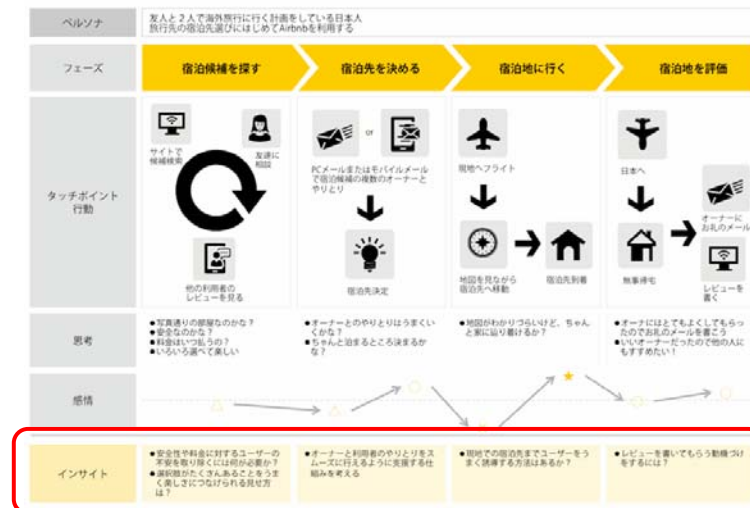 ペルソナ
友人と2人で海外旅行に行く計画をしている日本人
旅行先の宿泊先選びにはじめてAirbnbを利用する
フェーズ
宿泊候補を探す
宿泊先を決める
宿泊地に行く
宿泊地を評価
タッチポイント
行動
サイトで
候補検索
友達に
相談
他の利用者の
レビューを見る
or
PCメールまたはモバイルメール
で宿泊候補の複数のオーナーと
やりとり
宿泊先決定
現地へフライト
地図を見ながら
宿泊先へ移動
宿泊先到着
日本へ
無事帰宅
オーナーに
お礼のメール
レビューを
書く
思考
●写真通りの部屋なのかな?
●安全なのかな?
●料金はいつ払うの?
●いろいろ選べて楽しい
●オーナーとのやりとりはうまくい
くかな?
●ちゃんと泊まるところ決まるか
な?
●地図がわかりづらいけど、ちゃん
と家に辿り着けるか?
●オーナにはとてもよくしてもらっ
たのでお礼のメールを書こう
●いいオーナーだったので他の人に
もすすめたい!
感情
インサイト
●安全性や料金に対するユーザーの
不安を取り除くには何が必要か?
●選択肢がたくさんあることをうま
く楽しさにつなげられる見せ方
は?
●オーナーと利用者のやりとりをス
ムーズに行えるように支援する仕
組みを考える
●現地での宿泊先までユーザーをう
まく誘導する方法はあるか?
●レビューを書いてもらう動機づけ
をするには?